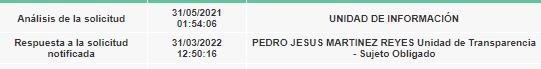 Análisis de la solicitud
31/05/2021
01:54:06
UNIDAD DE INFORMACIÓN
Respuesta a la solicitud
notificada
31/03/2022
12:50:16
PEDRO JESUS MARTINEZ REYES Unidad de Transparencia
- Sujeto Obligado